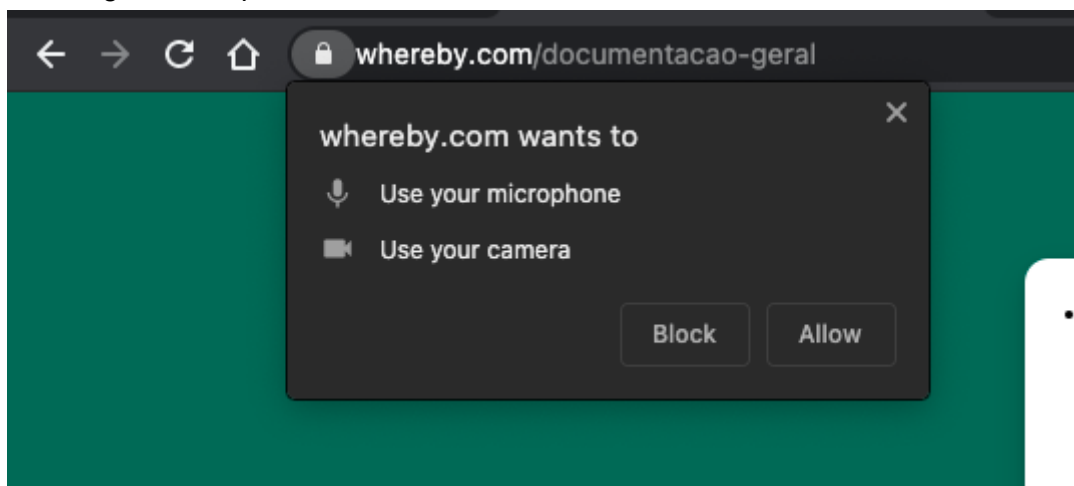 whereby.com/documentacao-geral
whereby.com wants to
Use your microphone
Use your camera
Block Allow